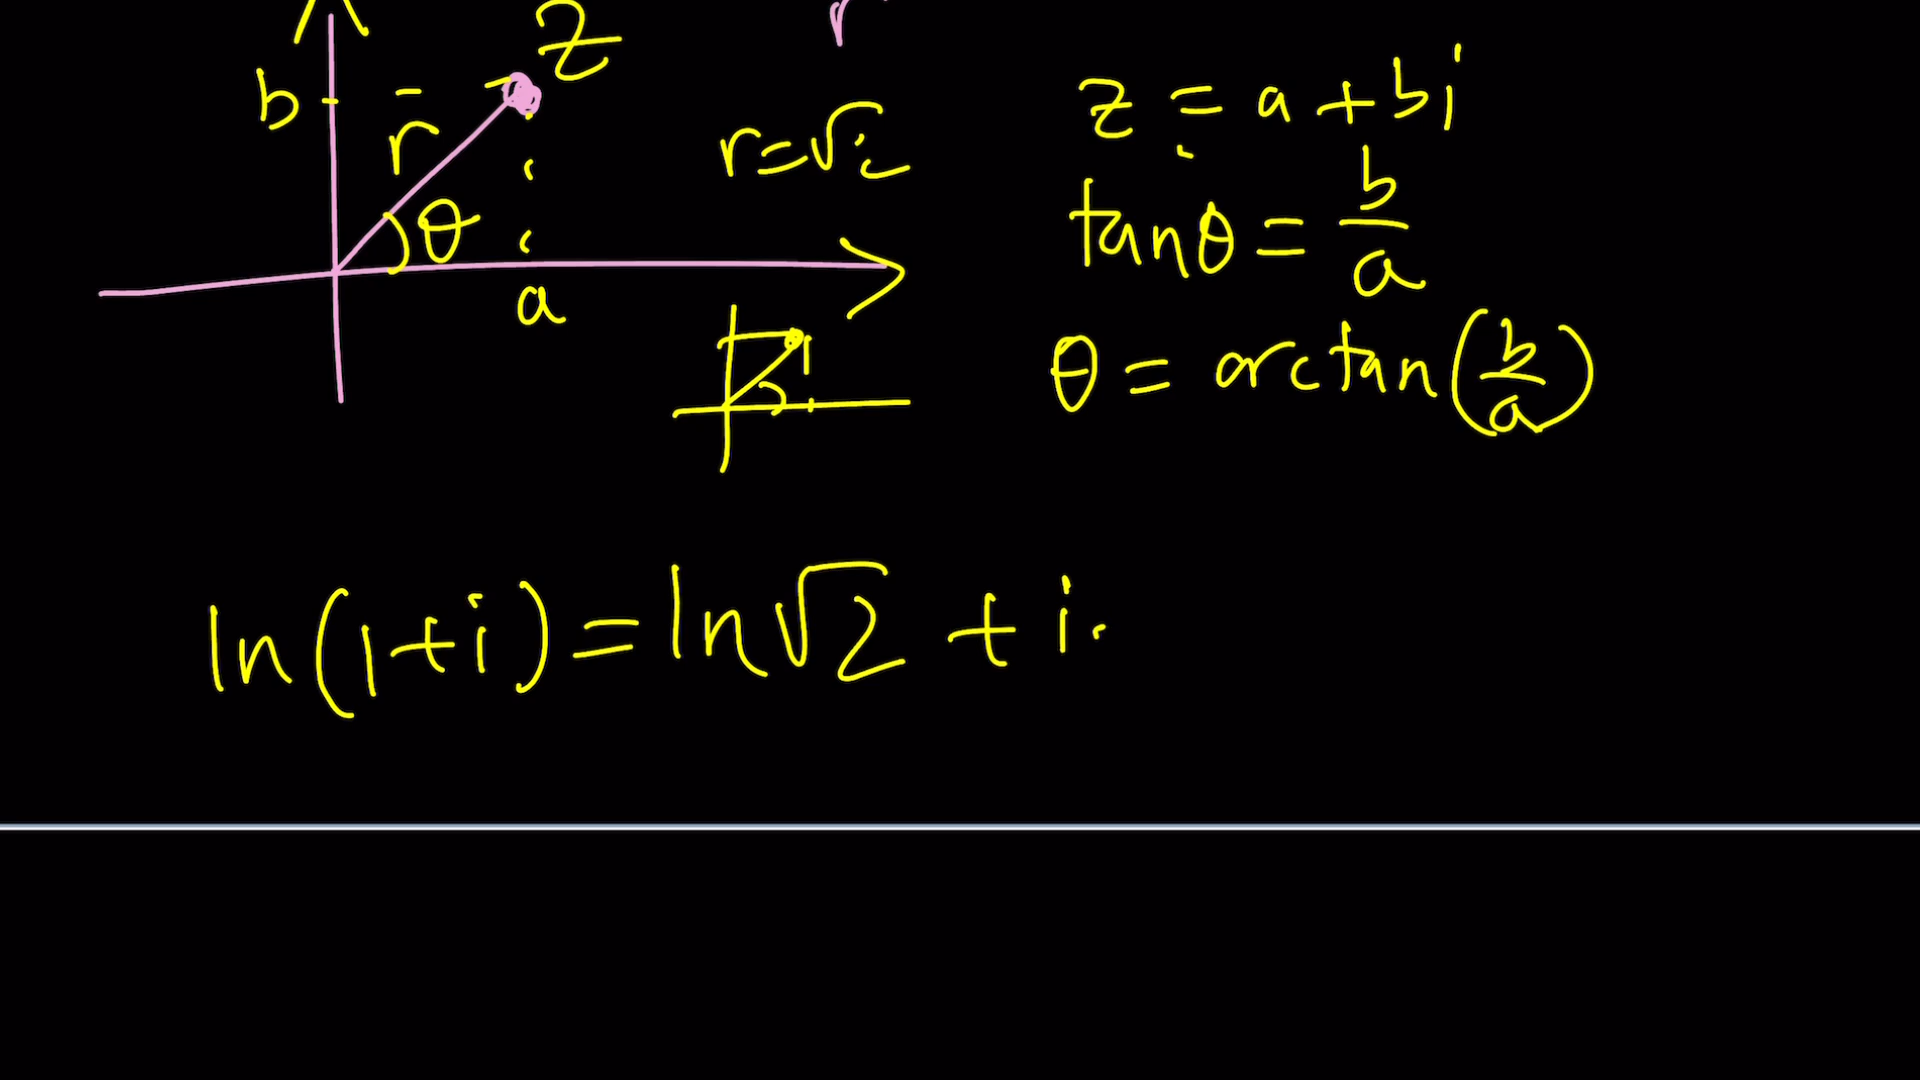 z
r
b
r
θ
a
r=√2
z = a + bi
tanθ = b/a
θ = arctan(b/a)
ln(1+i) = ln√2 + i·